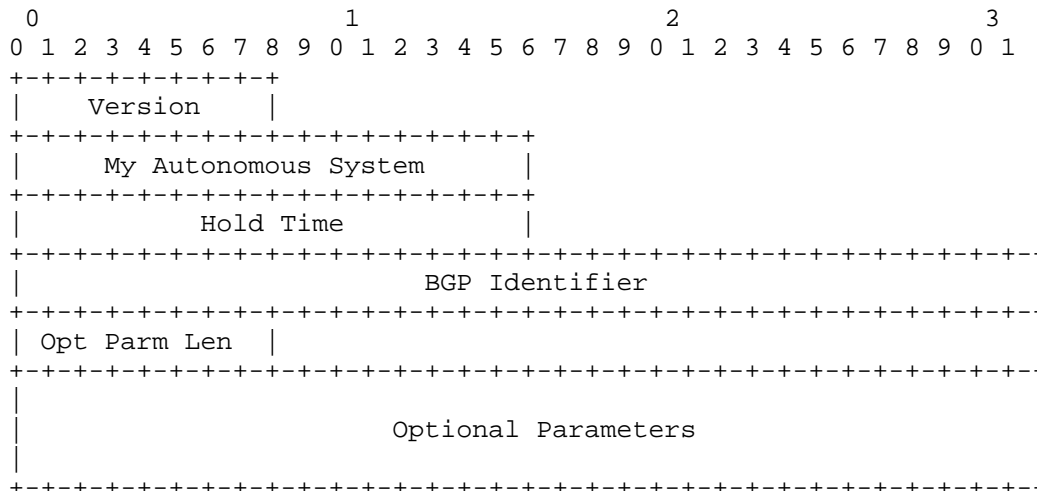 0                   1                   2                   3
0 1 2 3 4 5 6 7 8 9 0 1 2 3 4 5 6 7 8 9 0 1 2 3 4 5 6 7 8 9 0 1
+-+-+-+-+-+-+-+-+
|    Version    |
+-+-+-+-+-+-+-+-+-+-+-+-+-+-+-+-+
|     My Autonomous System      |
+-+-+-+-+-+-+-+-+-+-+-+-+-+-+-+-+
|           Hold Time           |
+-+-+-+-+-+-+-+-+-+-+-+-+-+-+-+-+-+-+-+-+-+-+-+-+-+-+-+-+-+-+-+-
|                         BGP Identifier
+-+-+-+-+-+-+-+-+-+-+-+-+-+-+-+-+-+-+-+-+-+-+-+-+-+-+-+-+-+-+-+-
| Opt Parm Len  |
+-+-+-+-+-+-+-+-+-+-+-+-+-+-+-+-+-+-+-+-+-+-+-+-+-+-+-+-+-+-+-+-
|
|                       Optional Parameters
|
+-+-+-+-+-+-+-+-+-+-+-+-+-+-+-+-+-+-+-+-+-+-+-+-+-+-+-+-+-+-+-+-